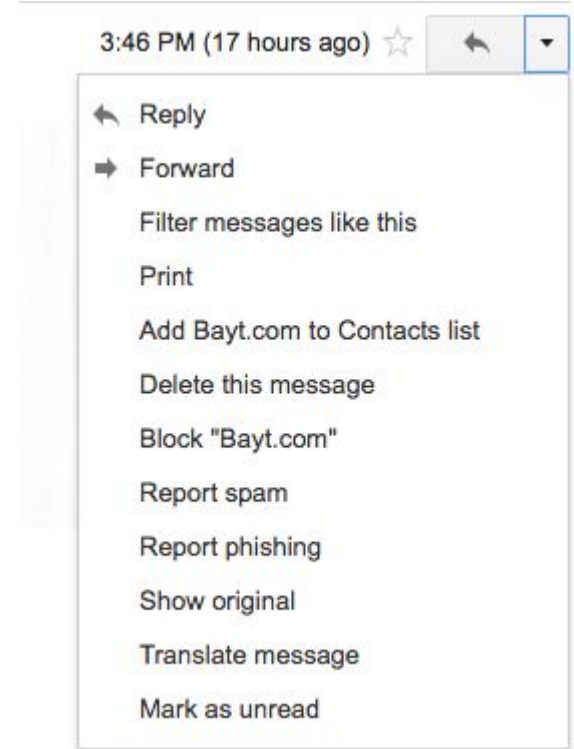 3:46 PM (17 hours ago)
Reply
Forward
Filter messages like this
Print
Add Bayt.com to Contacts list
Delete this message
Block "Bayt.com"
Report spam
Report phishing
Show original
Translate message
Mark as unread